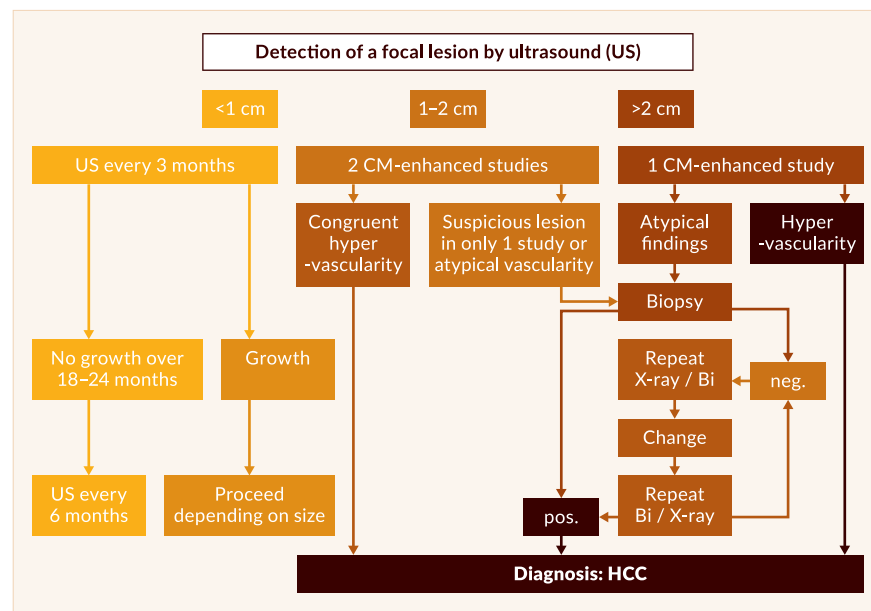 Detection of a focal lesion by ultrasound (US)
<1 cm
1–2 cm
>2 cm
US every 3 months
2 CM-enhanced studies
1 CM-enhanced study
Congruent
hyper
-vascularity
Suspicious lesion
in only 1 study or
atypical vascularity
Atypical
findings
Hyper
-vascularity
Biopsy
No growth over
18–24 months
Growth
Repeat
X-ray / Bi
neg.
Change
US every
6 months
Proceed
depending on size
pos.
Repeat
Bi / X-ray
Diagnosis: HCC